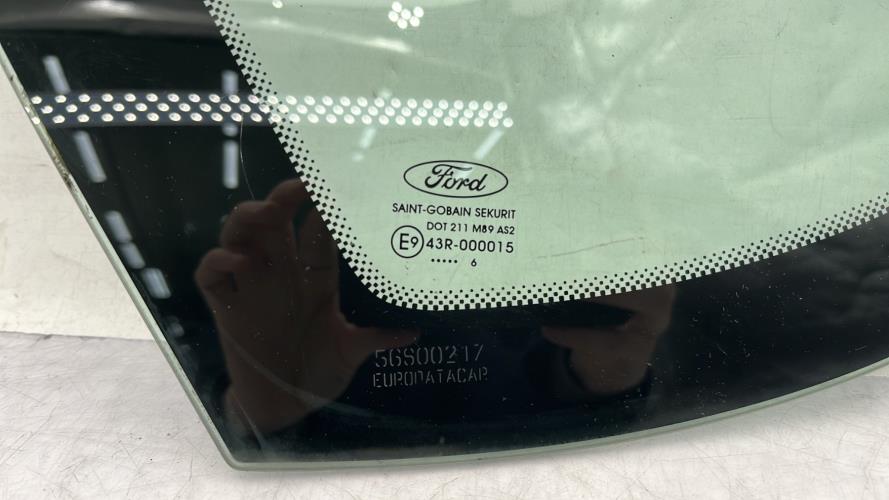 Ford
SAINT-GOBAIN SEKURIT
DOT 211 M89 AS2
E9 43R-000015
..... 6
56S00217
EURODATACAR